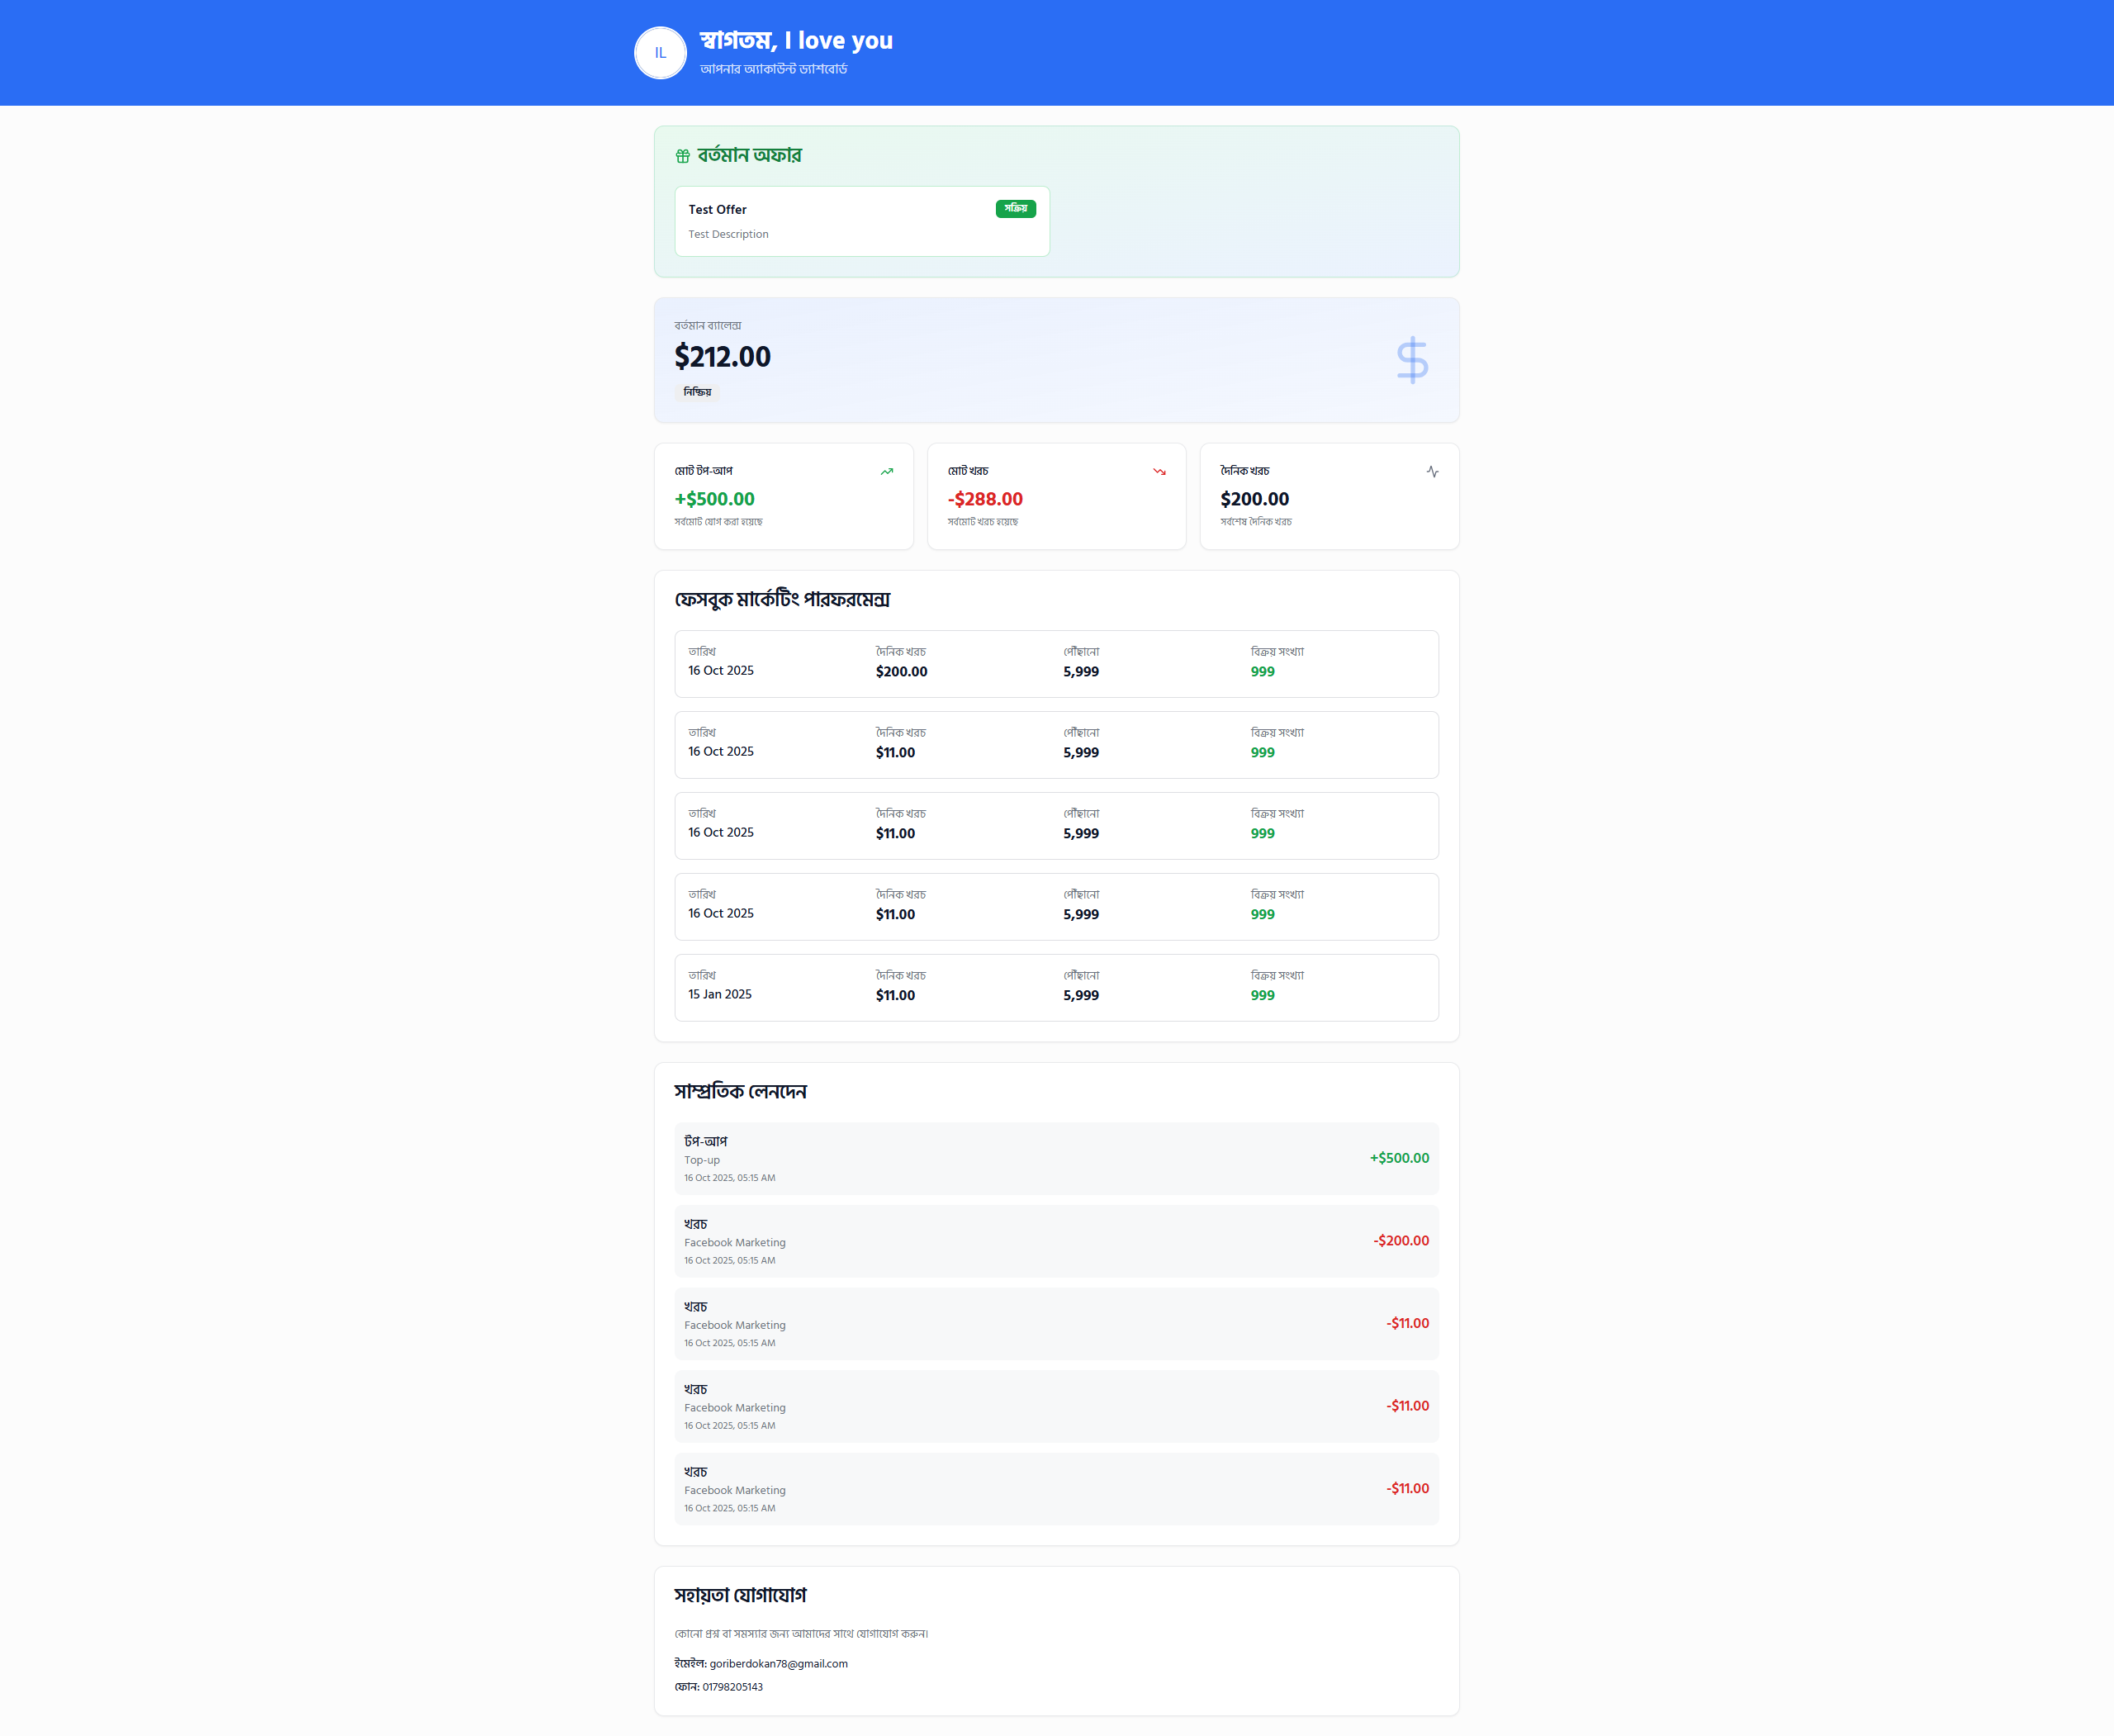 IL
স্বাগতম, I love you
আপনার অ্যাকাউন্ট ড্যাশবোর্ড
বর্তমান অফার
Test Offer
সক্রিয়
Test Description
বর্তমান ব্যালেন্স
$212.00
নিষ্ক্রিয়
মোট টপ-আপ
+$500.00
সর্বমোট যোগ করা হয়েছে
মোট খরচ
-$288.00
সর্বমোট খরচ হয়েছে
দৈনিক খরচ
$200.00
সর্বশেষ দৈনিক খরচ
ফেসবুক মার্কেটিং পারফরমেন্স
তারিখ দৈনিক খরচ পৌঁছানো বিক্রয় সংখ্যা
16 Oct 2025 $200.00 5,999 999
তারিখ দৈনিক খরচ পৌঁছানো বিক্রয় সংখ্যা
16 Oct 2025 $11.00 5,999 999
তারিখ দৈনিক খরচ পৌঁছানো বিক্রয় সংখ্যা
16 Oct 2025 $11.00 5,999 999
তারিখ দৈনিক খরচ পৌঁছানো বিক্রয় সংখ্যা
16 Oct 2025 $11.00 5,999 999
তারিখ দৈনিক খরচ পৌঁছানো বিক্রয় সংখ্যা
15 Jan 2025 $11.00 5,999 999
সাম্প্রতিক লেনদেন
টপ-আপ
Top-up
16 Oct 2025, 05:15 AM
+$500.00
খরচ
Facebook Marketing
16 Oct 2025, 05:15 AM
-$200.00
খরচ
Facebook Marketing
16 Oct 2025, 05:15 AM
-$11.00
খরচ
Facebook Marketing
16 Oct 2025, 05:15 AM
-$11.00
খরচ
Facebook Marketing
16 Oct 2025, 05:15 AM
-$11.00
সহায়তা যোগাযোগ
কোনো প্রশ্ন বা সমস্যার জন্য আমাদের সাথে যোগাযোগ করুন।
ইমেইল: goriberdokan78@gmail.com
ফোন: 01798205143